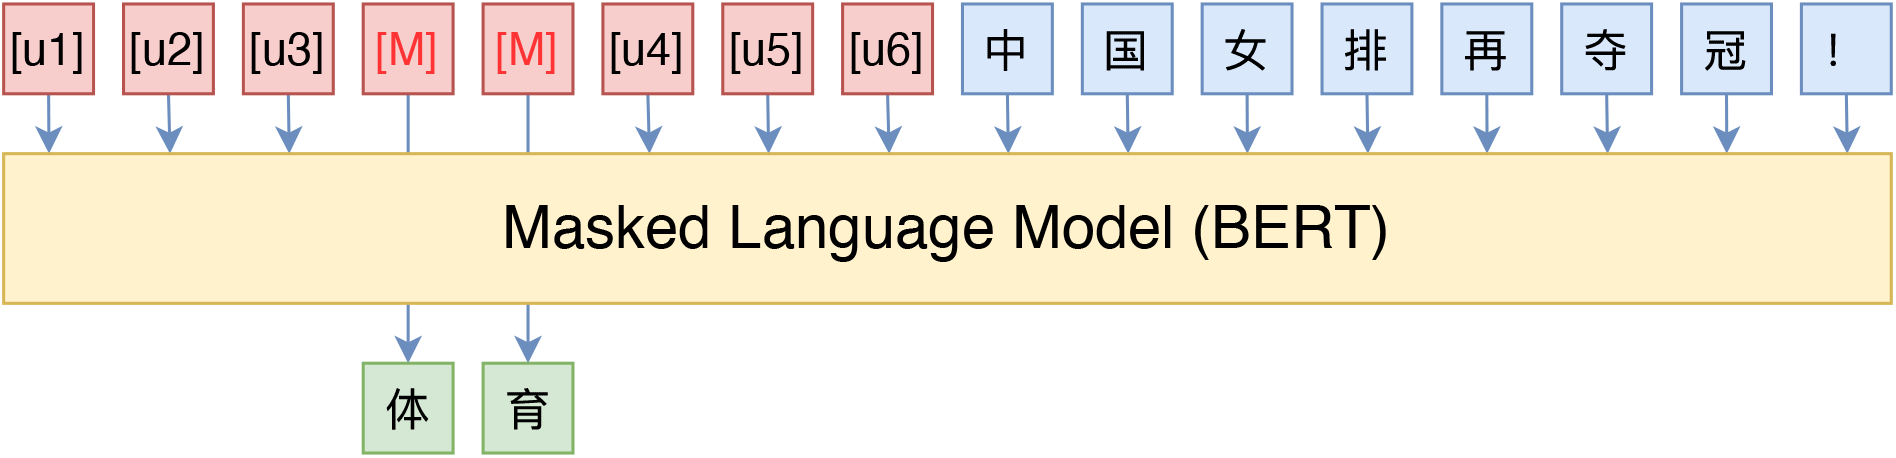 [u1] [u2] [u3] [M] [M] [u4] [u5] [u6] 中 国 女 排 再 夺 冠 ！
Masked Language Model (BERT)
体 育